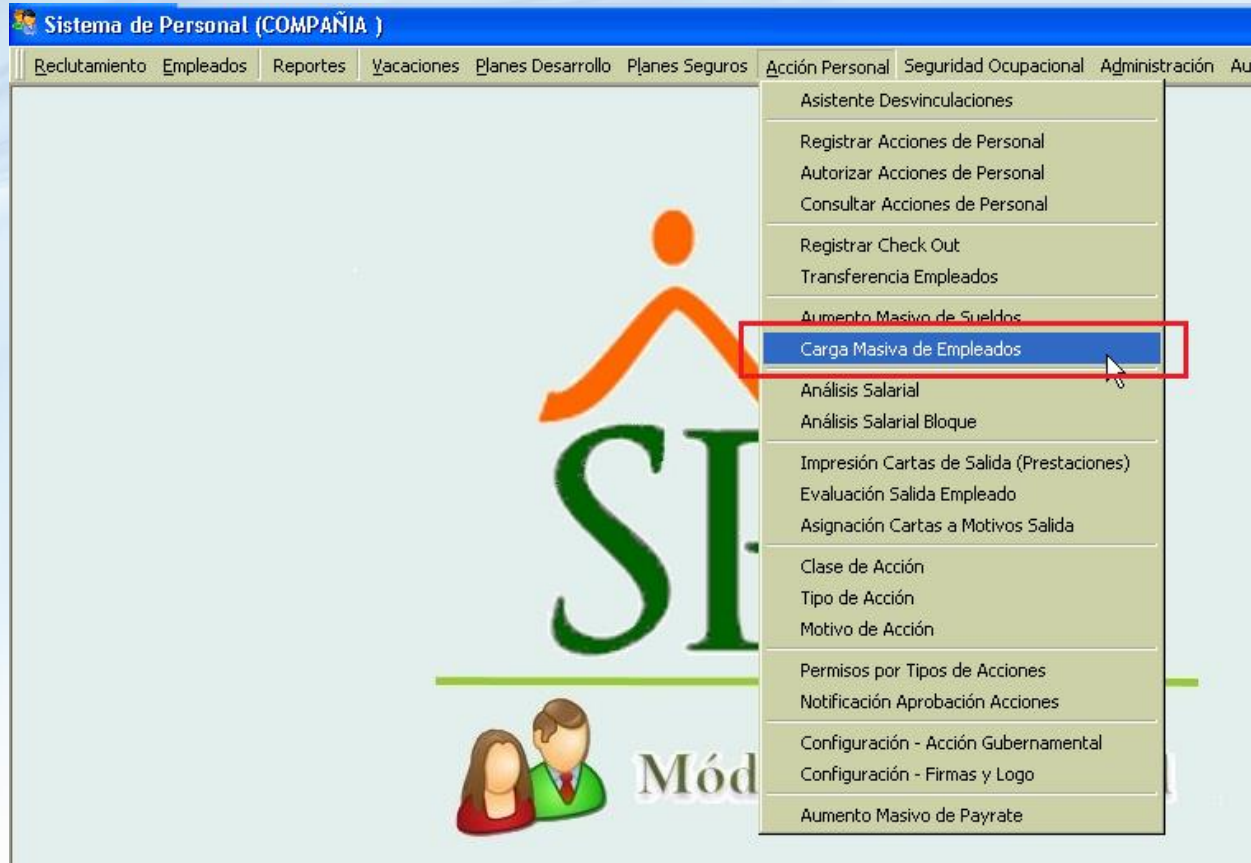 Sistema de Personal (COMPAÑIA )
Reclutamiento Empleados Reportes Vacaciones Planes Desarrollo Planes Seguros Acción Personal Seguridad Ocupacional Administración Au
Asistente Desvinculaciones
Registrar Acciones de Personal
Autorizar Acciones de Personal
Consultar Acciones de Personal
Registrar Check Out
Transferencia Empleados
Aumento Masivo de Sueldos
Carga Masiva de Empleados
Análisis Salarial
Análisis Salarial Bloque
Impresión Cartas de Salida (Prestaciones)
Evaluación Salida Empleado
Asignación Cartas a Motivos Salida
Clase de Acción
Tipo de Acción
Motivo de Acción
Permisos por Tipos de Acciones
Notificación Aprobación Acciones
Configuración - Acción Gubernamental
Configuración - Firmas y Logo
Aumento Masivo de Payrate
Mód